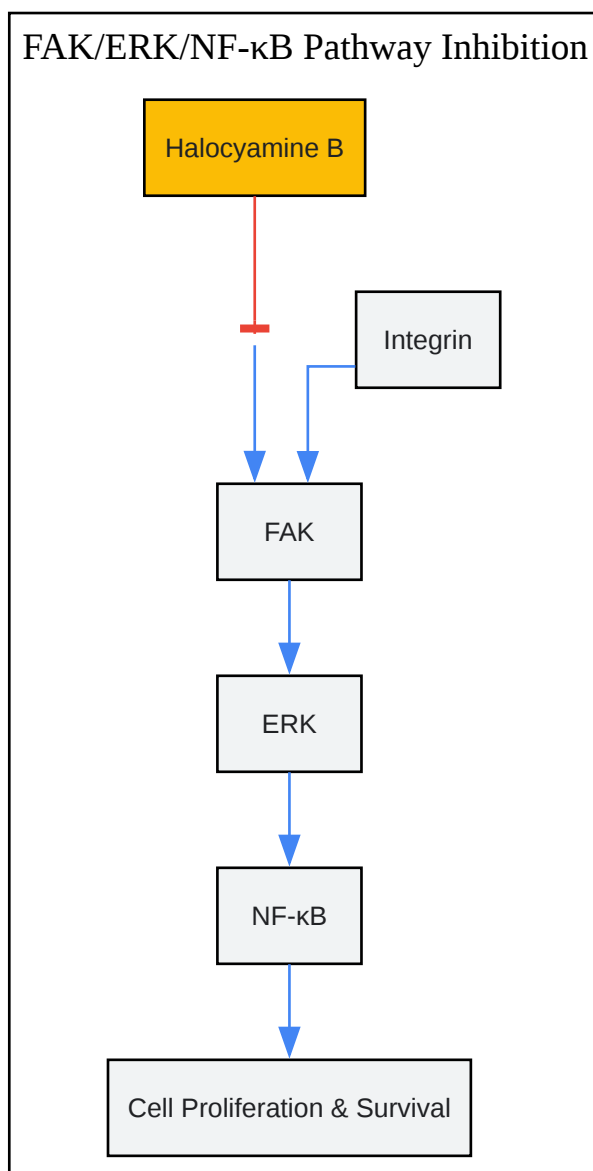 FAK/ERK/NF-κB Pathway Inhibition
Halocyamine B
Integrin
FAK
ERK
NF-κB
Cell Proliferation & Survival